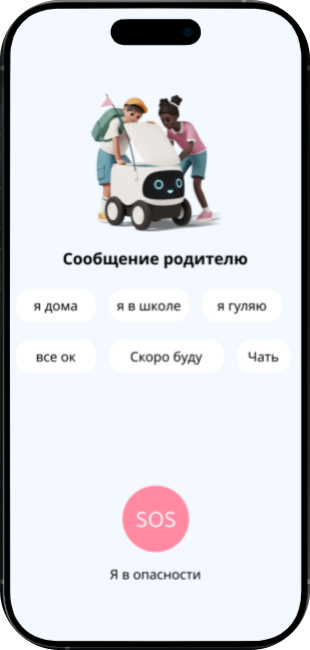 Сообщение родителю
я дома я в школе я гуляю
все ок Скоро буду Чать
SOS
Я в опасности